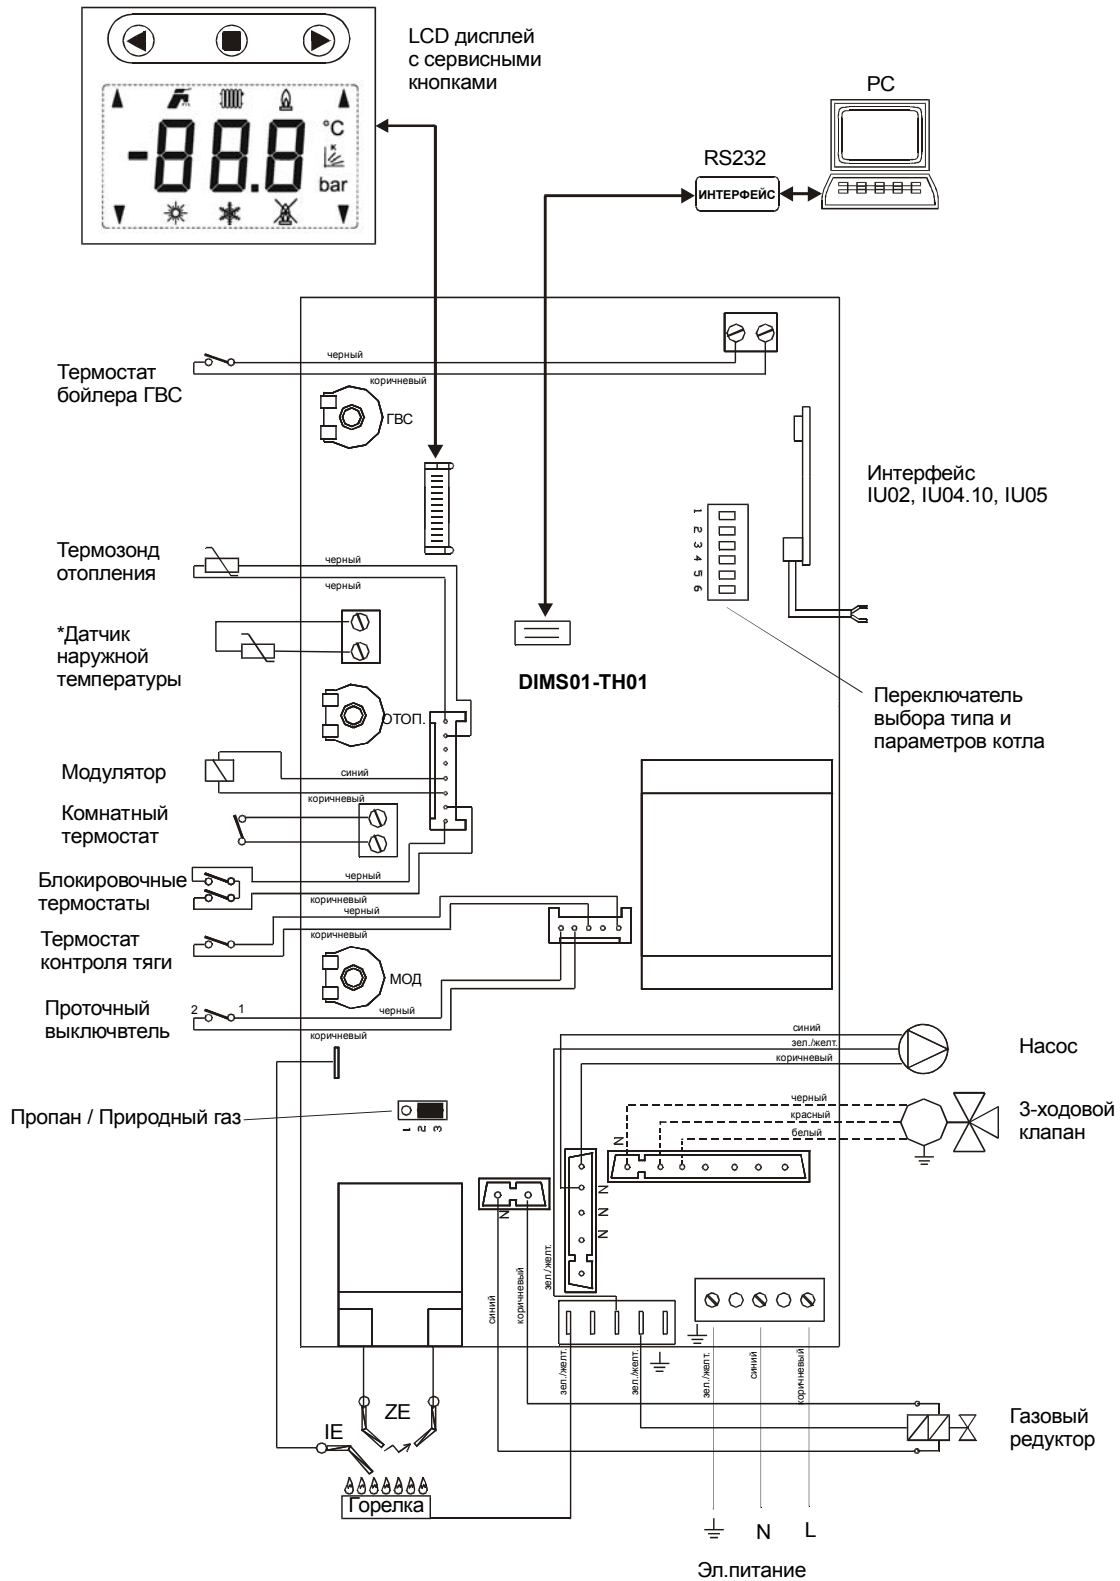 LCD дисплей
с сервисными
кнопками
-88.8
°C
K
bar
PC
RS232
ИНТЕРФЕЙС
Термостат
бойлера ГВС
черный
коричневый
ГВС
Интерфейс
IU02, IU04.10, IU05
1
2
3
4
5
6
Термозонд
отопления
черный
черный
*Датчик
наружной
температуры
DIMS01-TH01
Переключатель
выбора типа и
параметров котла
ОТОП.
Модулятор
синий
коричневый
Комнатный
термостат
Блокировочные
термостаты
черный
коричневый
Термостат
контроля тяги
черный
коричневый
МОД
Проточный
выключвтель
2
1
черный
коричневый
синий
зел./желт.
коричневый
Насос
Пропан / Природный газ
1
2
3
черный
красный
белый
3-ходовой
клапан
N
N
N
N
N
зел./желт.
синий
коричневый
зел./желт.
зел./желт.
зел./желт.
синий
коричневый
ZE
IE
Горелка
Газовый
редуктор
N
L
Эл.питание